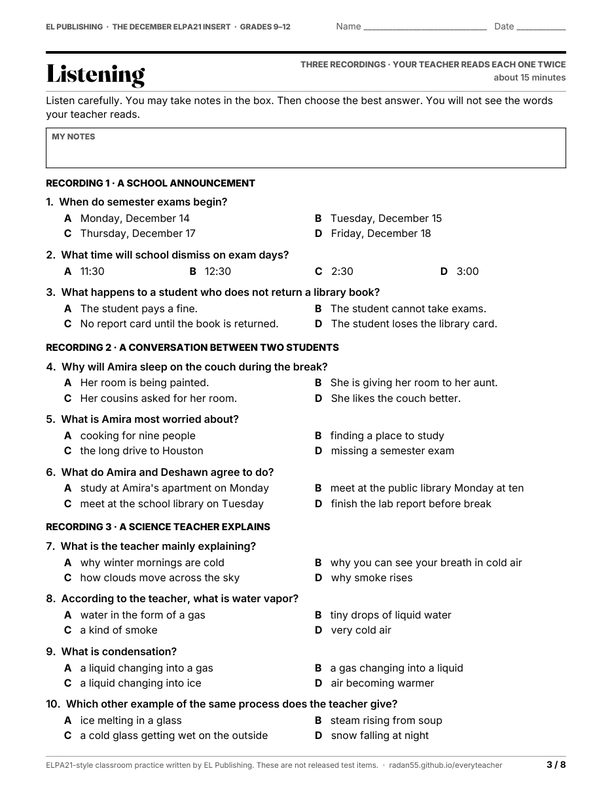 EL PUBLISHING · THE DECEMBER ELPA21 INSERT · GRADES 9–12 Name ____________________ Date __________
Listening
THREE RECORDINGS · YOUR TEACHER READS EACH ONE TWICE
about 15 minutes
Listen carefully. You may take notes in the box. Then choose the best answer. You will not see the words
your teacher reads.
MY NOTES
RECORDING 1 · A SCHOOL ANNOUNCEMENT
1. When do semester exams begin?
A Monday, December 14 B Tuesday, December 15
C Thursday, December 17 D Friday, December 18
2. What time will school dismiss on exam days?
A 11:30 B 12:30 C 2:30 D 3:00
3. What happens to a student who does not return a library book?
A The student pays a fine. B The student cannot take exams.
C No report card until the book is returned. D The student loses the library card.
RECORDING 2 · A CONVERSATION BETWEEN TWO STUDENTS
4. Why will Amira sleep on the couch during the break?
A Her room is being painted. B She is giving her room to her aunt.
C Her cousins asked for her room. D She likes the couch better.
5. What is Amira most worried about?
A cooking for nine people B finding a place to study
C the long drive to Houston D missing a semester exam
6. What do Amira and Deshawn agree to do?
A study at Amira's apartment on Monday B meet at the public library Monday at ten
C meet at the school library on Tuesday D finish the lab report before break
RECORDING 3 · A SCIENCE TEACHER EXPLAINS
7. What is the teacher mainly explaining?
A why winter mornings are cold B why you can see your breath in cold air
C how clouds move across the sky D why smoke rises
8. According to the teacher, what is water vapor?
A water in the form of a gas B tiny drops of liquid water
C a kind of smoke D very cold air
9. What is condensation?
A a liquid changing into a gas B a gas changing into a liquid
C a liquid changing into ice D air becoming warmer
10. Which other example of the same process does the teacher give?
A ice melting in a glass B steam rising from soup
C a cold glass getting wet on the outside D snow falling at night
ELPA21-style classroom practice written by EL Publishing. These are not released test items. · radan55.github.io/everyteacher 3 / 8